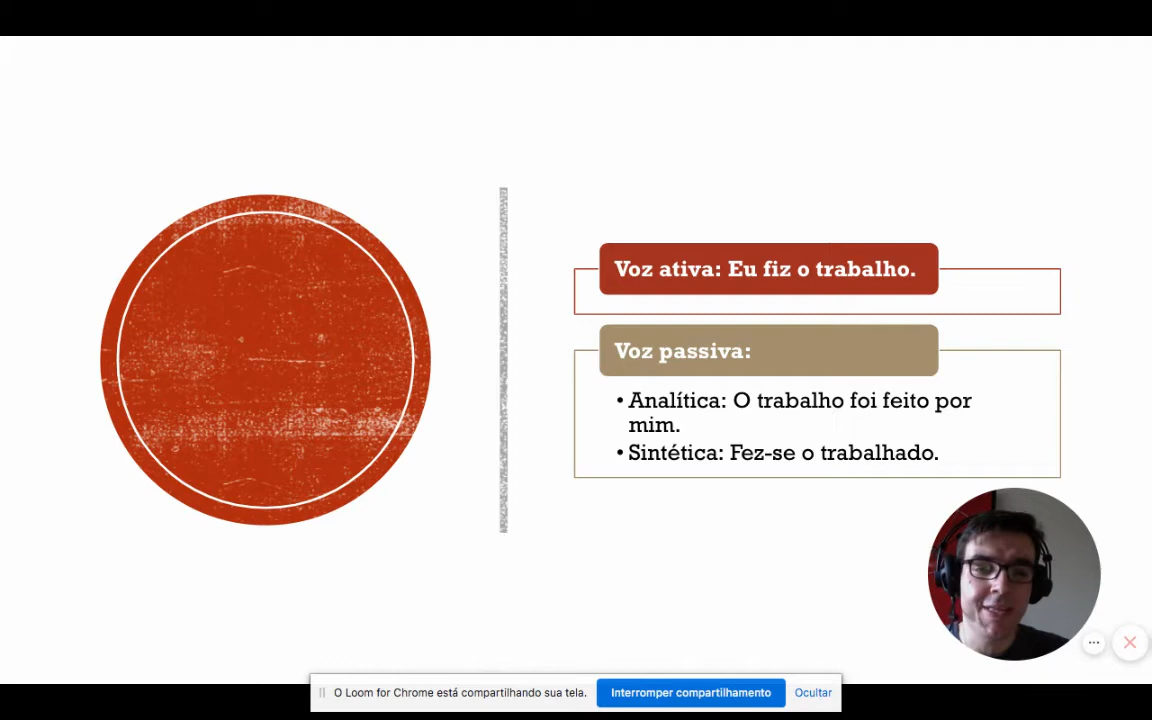 Voz ativa: Eu fiz o trabalho.
Voz passiva:
• Analítica: O trabalho foi feito por
mim.
• Sintética: Fez-se o trabalhado.
O Loom for Chrome está compartilhando sua tela.
Interromper compartilhamento
Ocultar